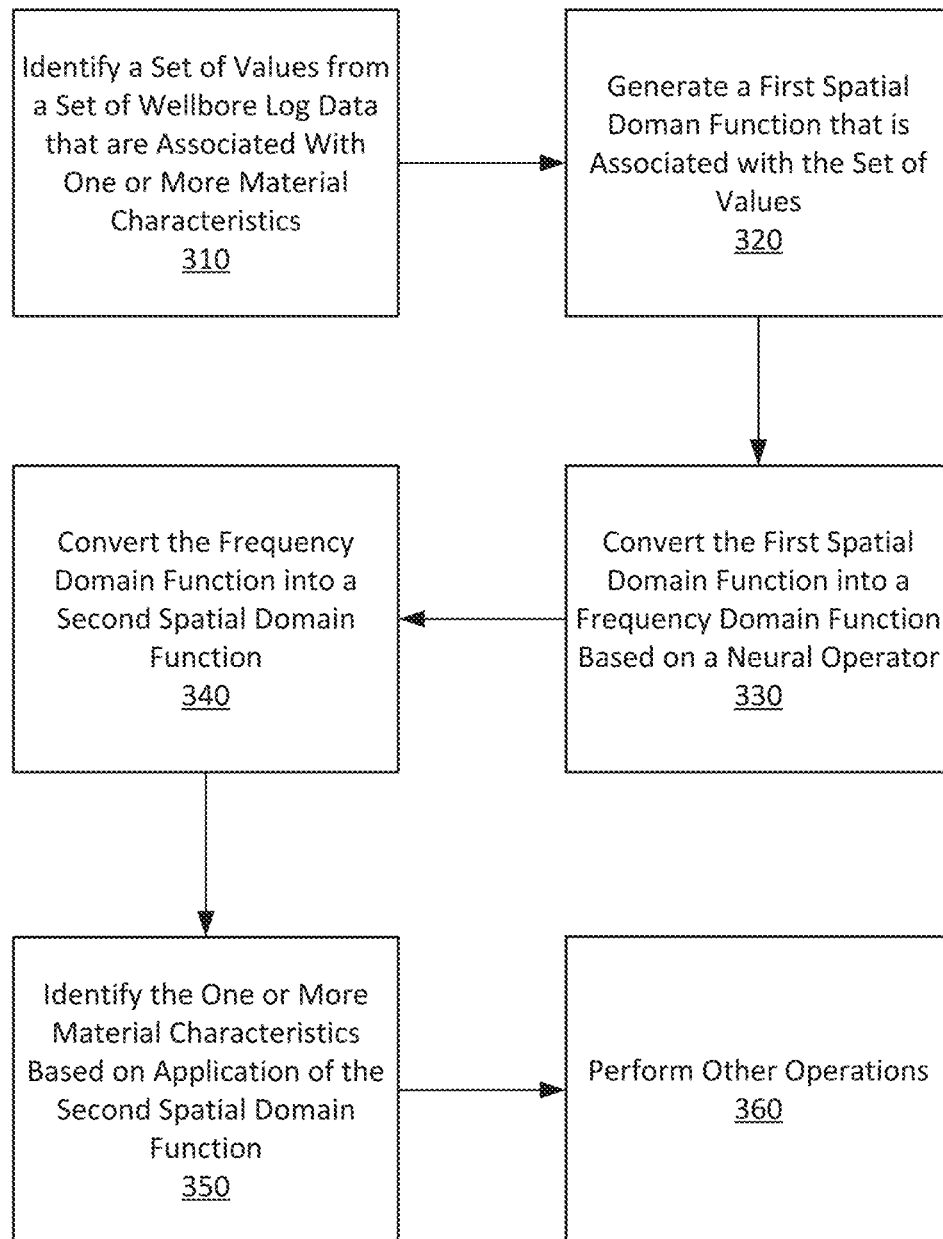 Identify a Set of Values from
a Set of Wellbore Log Data
that are Associated With
One or More Material
Characteristics
310
Generate a First Spatial
Doman Function that is
Associated with the Set of
Values
320
Convert the First Spatial
Domain Function into a
Frequency Domain Function
Based on a Neural Operator
330
Convert the Frequency
Domain Function into a
Second Spatial Domain
Function
340
Identify the One or More
Material Characteristics
Based on Application of the
Second Spatial Domain
Function
350
Perform Other Operations
360